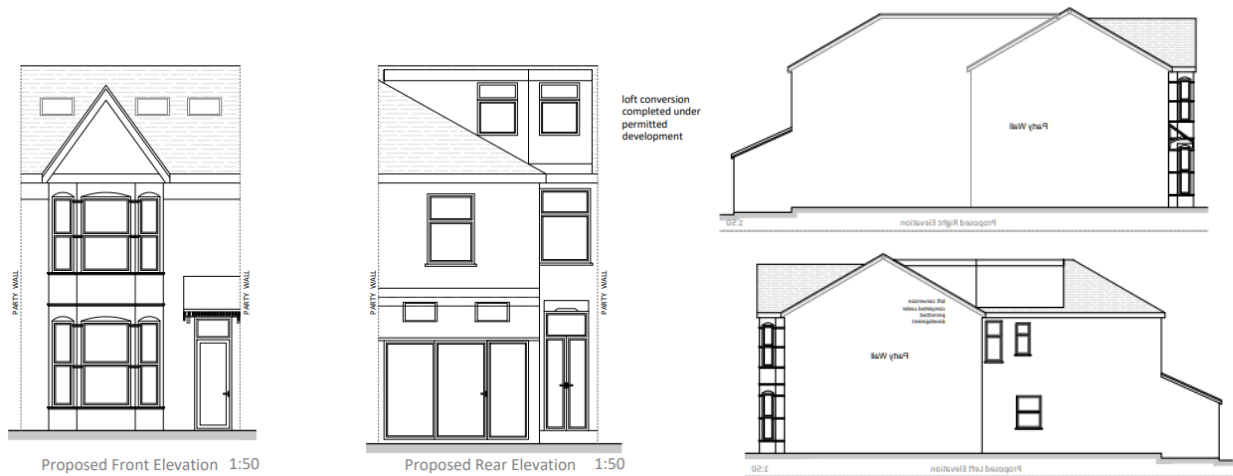 PARTY WALL
PARTY WALL
Proposed Front Elevation 1:50
PARTY WALL
PARTY WALL
Proposed Rear Elevation 1:50
loft conversion
completed under
permitted
development
Party Wall
1:50 Proposed Right Elevation
loft conversion
completed under
permitted
development
Party Wall
1:50 Proposed Left Elevation